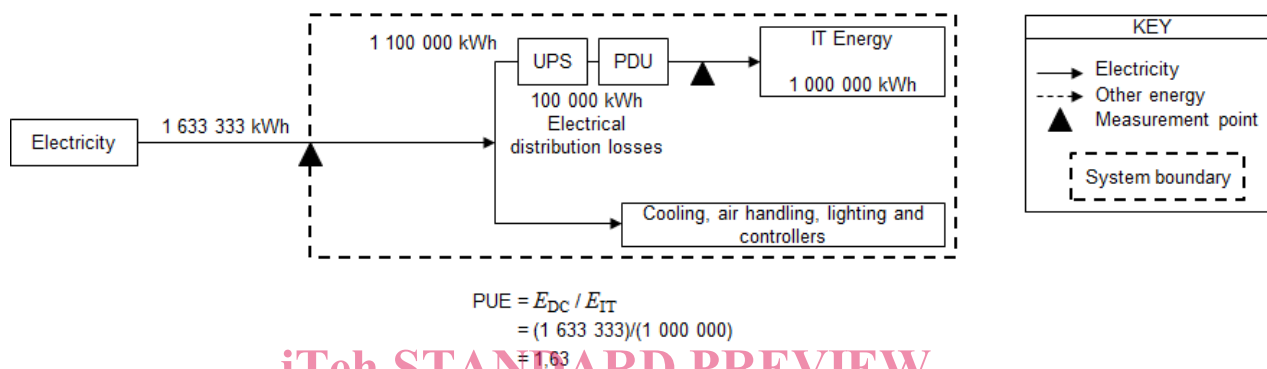 1 100 000 kWh
UPS
PDU
IT Energy
1 000 000 kWh
100 000 kWh
Electrical
distribution losses
Electricity
1 633 333 kWh
Cooling, air handling, lighting and
controllers
KEY
Electricity
Other energy
Measurement point
System boundary
PUE = E_DC / E_IT
= (1 633 333)/(1 000 000)
= 1,63
iTeh STANDARD PREVIEW